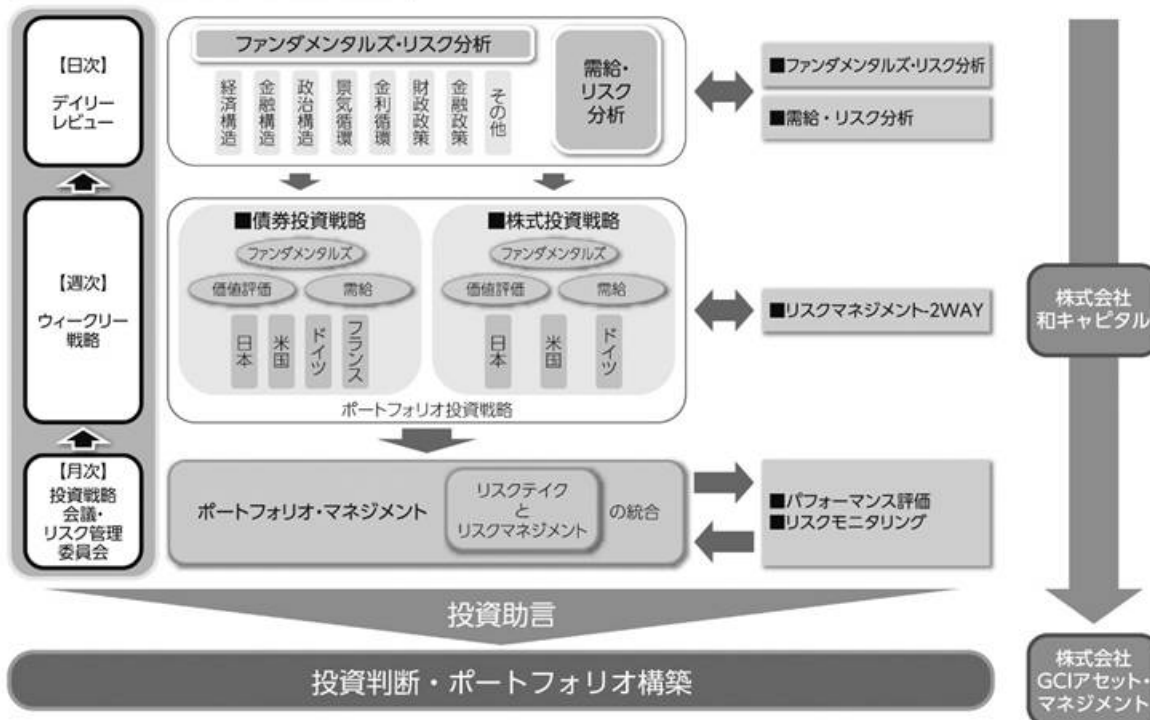 【日次】
デイリー
レビュー
ファンダメンタルズ・リスク分析
経済構造
金融構造
政治構造
景気循環
金利循環
財政政策
金融政策
その他
需給・
リスク
分析
■ファンダメンタルズ・リスク分析
■需給・リスク分析
【週次】
ウィークリー
戦略
■債券投資戦略
ファンダメンタルズ
価値評価
需給
日本
米国
ドイツ
フランス
■株式投資戦略
ファンダメンタルズ
価値評価
需給
日本
米国
ドイツ
ポートフォリオ投資戦略
■リスクマネジメント-2WAY
株式会社
和キャピタル
【月次】
投資戦略
会議・
リスク管理
委員会
ポートフォリオ・マネジメント
リスクテイク
と
リスクマネジメント
の統合
■パフォーマンス評価
■リスクモニタリング
投資助言
投資判断・ポートフォリオ構築
株式会社
GCIアセット・
マネジメント